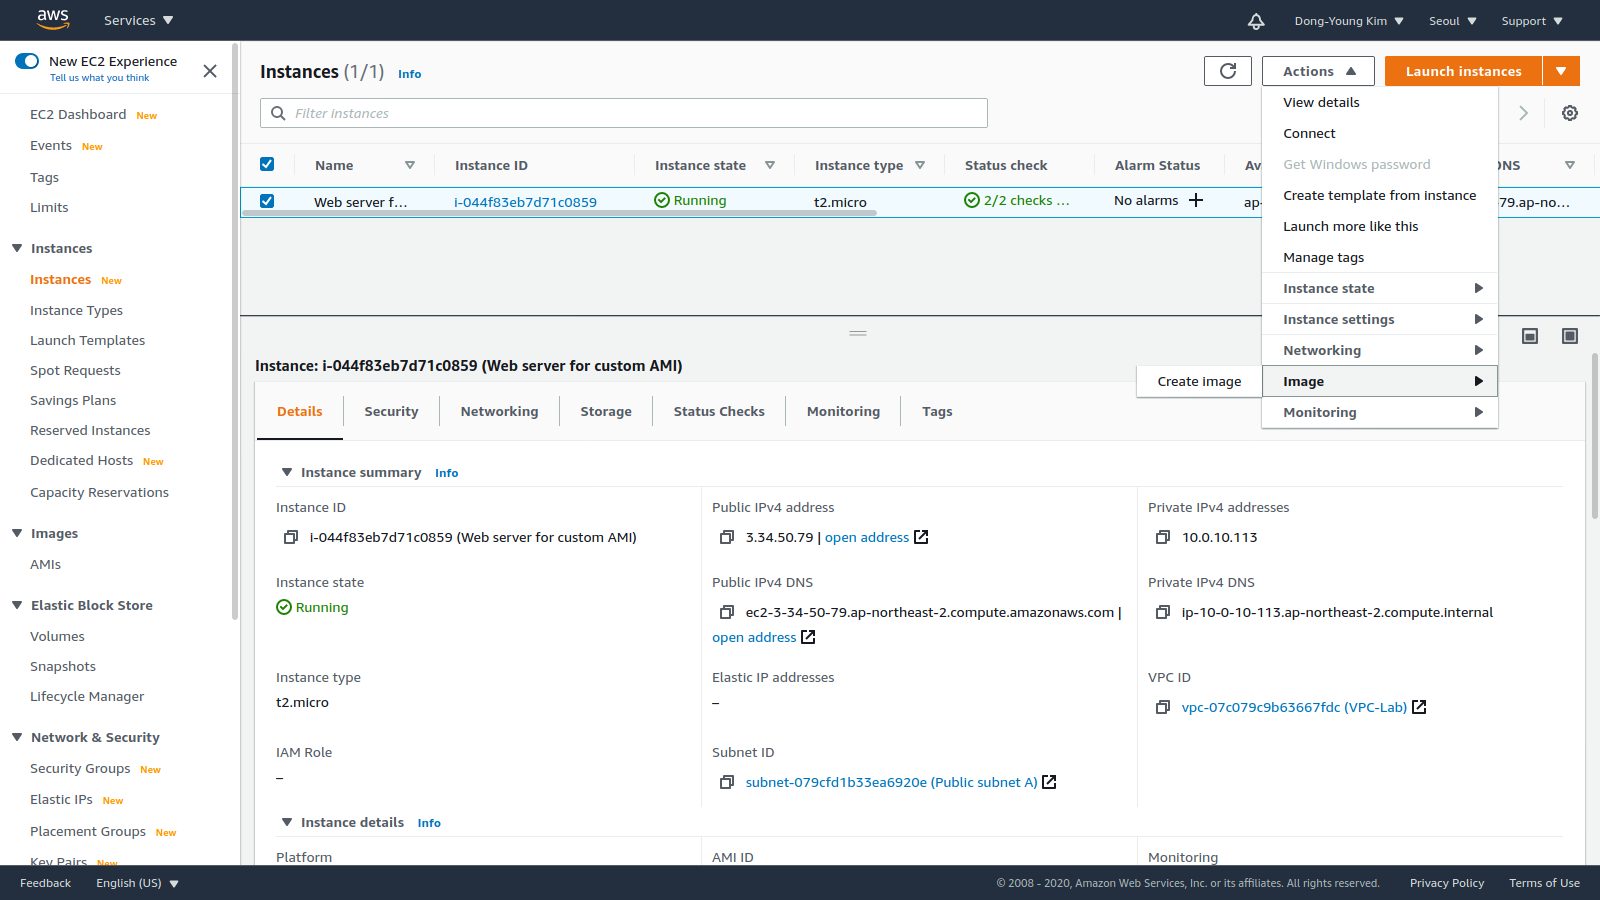 aws
Services
Dong-Young Kim
Seoul
Support
New EC2 Experience
Tell us what you think
EC2 Dashboard New
Events New
Tags
Limits
Instances
Instances New
Instance Types
Launch Templates
Spot Requests
Savings Plans
Reserved Instances
Dedicated Hosts New
Capacity Reservations
Images
AMIs
Elastic Block Store
Volumes
Snapshots
Lifecycle Manager
Network & Security
Security Groups New
Elastic IPs New
Placement Groups New
Key Pairs New
Instances (1/1) Info
Actions
Launch instances
Filter instances
Name
Instance ID
Instance state
Instance type
Status check
Alarm Status
Av
DNS
Web server f...
i-044f83eb7d71c0859
Running
t2.micro
2/2 checks ...
No alarms
ap-
79.ap-no...
View details
Connect
Get Windows password
Create template from instance
Launch more like this
Manage tags
Instance state
Instance settings
Networking
Image
Create image
Monitoring
Instance: i-044f83eb7d71c0859 (Web server for custom AMI)
Details
Security
Networking
Storage
Status Checks
Monitoring
Tags
Instance summary Info
Instance ID
i-044f83eb7d71c0859 (Web server for custom AMI)
Public IPv4 address
3.34.50.79 | open address
Private IPv4 addresses
10.0.10.113
Instance state
Running
Public IPv4 DNS
ec2-3-34-50-79.ap-northeast-2.compute.amazonaws.com |
open address
Private IPv4 DNS
ip-10-0-10-113.ap-northeast-2.compute.internal
Instance type
t2.micro
Elastic IP addresses
–
VPC ID
vpc-07c079c9b63667fdc (VPC-Lab)
IAM Role
–
Subnet ID
subnet-079cfd1b33ea6920e (Public subnet A)
Instance details Info
Platform
AMI ID
Monitoring
Feedback
English (US)
© 2008 - 2020, Amazon Web Services, Inc. or its affiliates. All rights reserved.
Privacy Policy
Terms of Use